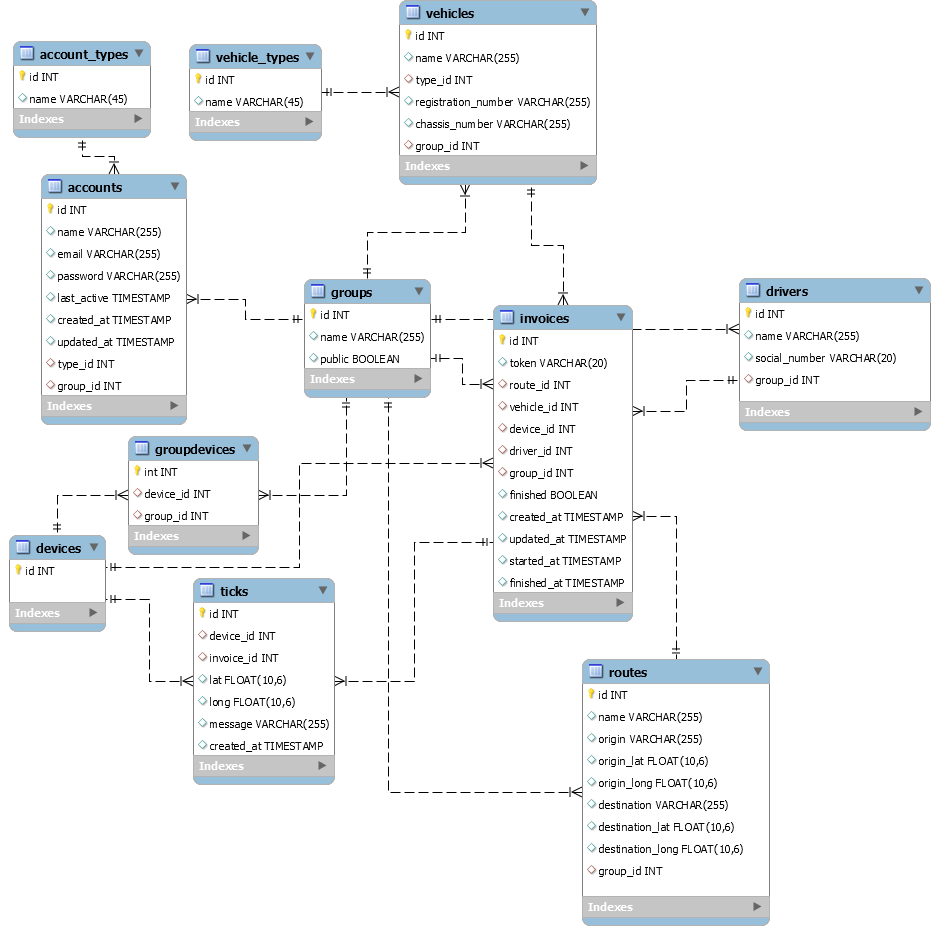 account_types
id INT
name VARCHAR(45)
Indexes
vehicle_types
id INT
name VARCHAR(45)
Indexes
vehicles
id INT
name VARCHAR(255)
type_id INT
registration_number VARCHAR(255)
chassis_number VARCHAR(255)
group_id INT
Indexes
accounts
id INT
name VARCHAR(255)
email VARCHAR(255)
password VARCHAR(255)
last_active TIMESTAMP
created_at TIMESTAMP
updated_at TIMESTAMP
type_id INT
group_id INT
Indexes
groups
id INT
name VARCHAR(255)
public BOOLEAN
Indexes
invoices
id INT
token VARCHAR(20)
route_id INT
vehicle_id INT
device_id INT
driver_id INT
group_id INT
finished BOOLEAN
created_at TIMESTAMP
updated_at TIMESTAMP
started_at TIMESTAMP
finished_at TIMESTAMP
Indexes
drivers
id INT
name VARCHAR(255)
social_number VARCHAR(20)
group_id INT
Indexes
groupdevices
int INT
device_id INT
group_id INT
Indexes
devices
id INT
Indexes
ticks
id INT
device_id INT
invoice_id INT
lat FLOAT(10,6)
long FLOAT(10,6)
message VARCHAR(255)
created_at TIMESTAMP
Indexes
routes
id INT
name VARCHAR(255)
origin VARCHAR(255)
origin_lat FLOAT(10,6)
origin_long FLOAT(10,6)
destination VARCHAR(255)
destination_lat FLOAT(10,6)
destination_long FLOAT(10,6)
group_id INT
Indexes